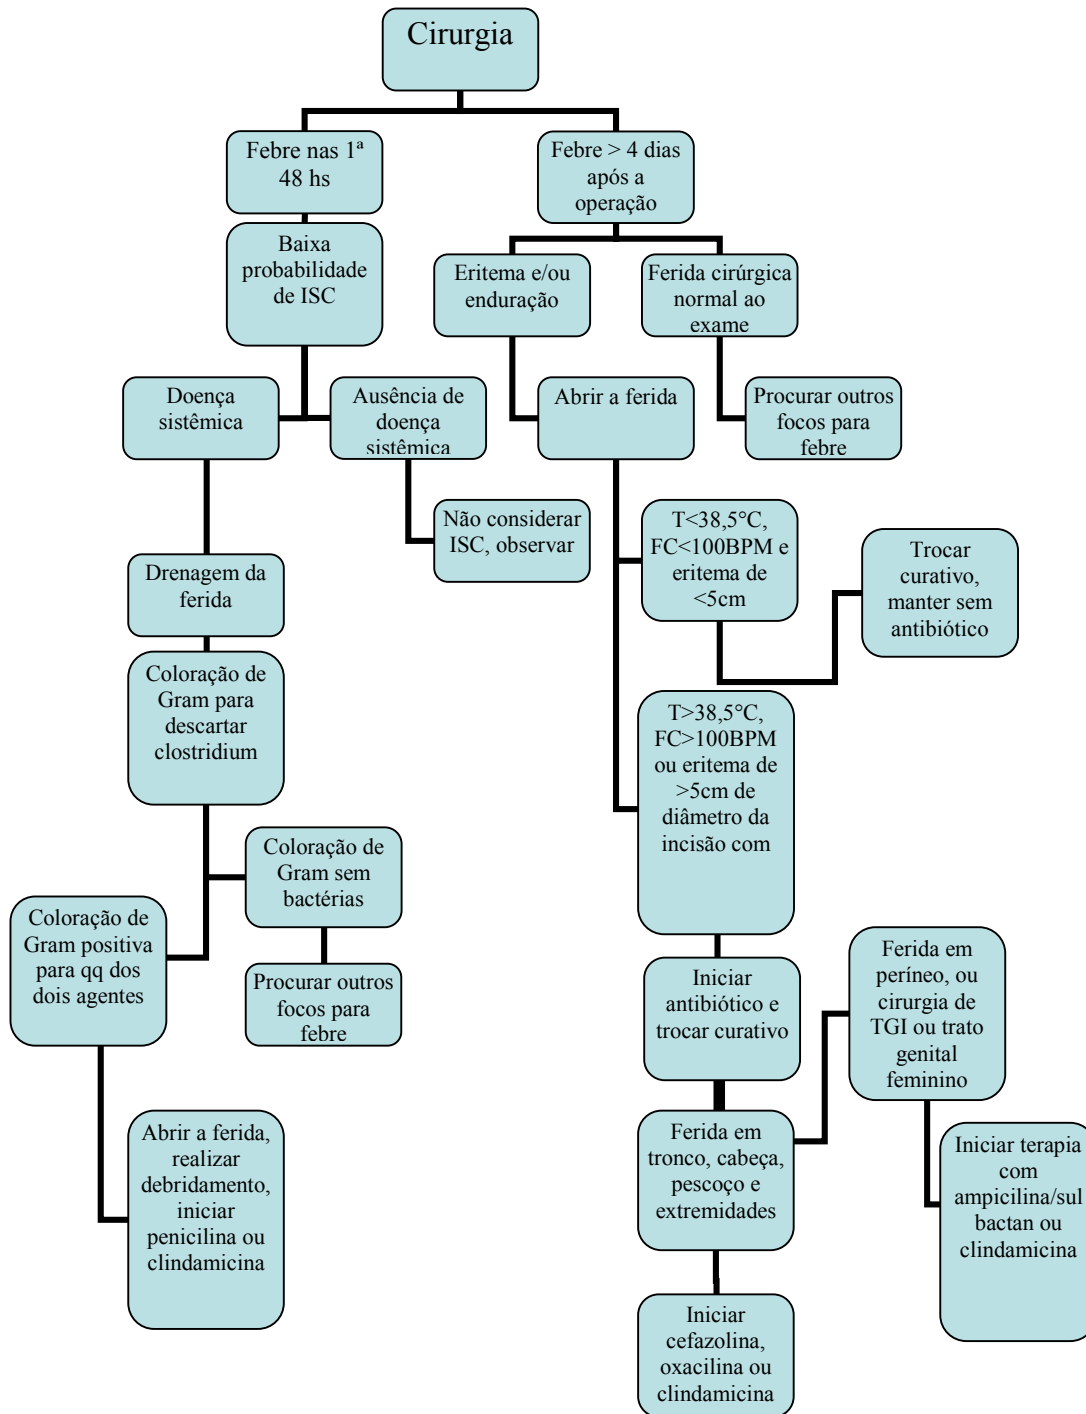 Cirurgia
Febre nas 1ª
48 hs
Febre > 4 dias
após a
operação
Baixa
probabilidade
de ISC
Eritema e/ou
enduração
Ferida cirúrgica
normal ao
exame
Doença
sistêmica
Ausência de
doença
sistêmica
Abrir a ferida
Procurar outros
focos para
febre
Não considerar
ISC, observar
T<38,5°C,
FC<100BPM e
eritema de
<5cm
Trocar
curativo,
manter sem
antibiótico
Drenagem da
ferida
Coloração de
Gram para
descartar
clostridium
T>38,5°C,
FC>100BPM
ou eritema de
>5cm de
diâmetro da
incisão com
Coloração de
Gram sem
bactérias
Coloração de
Gram positiva
para qq dos
dois agentes
Procurar outros
focos para
febre
Iniciar
antibiótico e
trocar curativo
Ferida em
períneo, ou
cirurgia de
TGI ou trato
genital
feminino
Abrir a ferida,
realizar
debridamento,
iniciar
penicilina ou
clindamicina
Ferida em
tronco, cabeça,
pescoço e
extremidades
Iniciar terapia
com
ampicilina/sul
bactan ou
clindamicina
Iniciar
cefazolina,
oxacilina ou
clindamicina